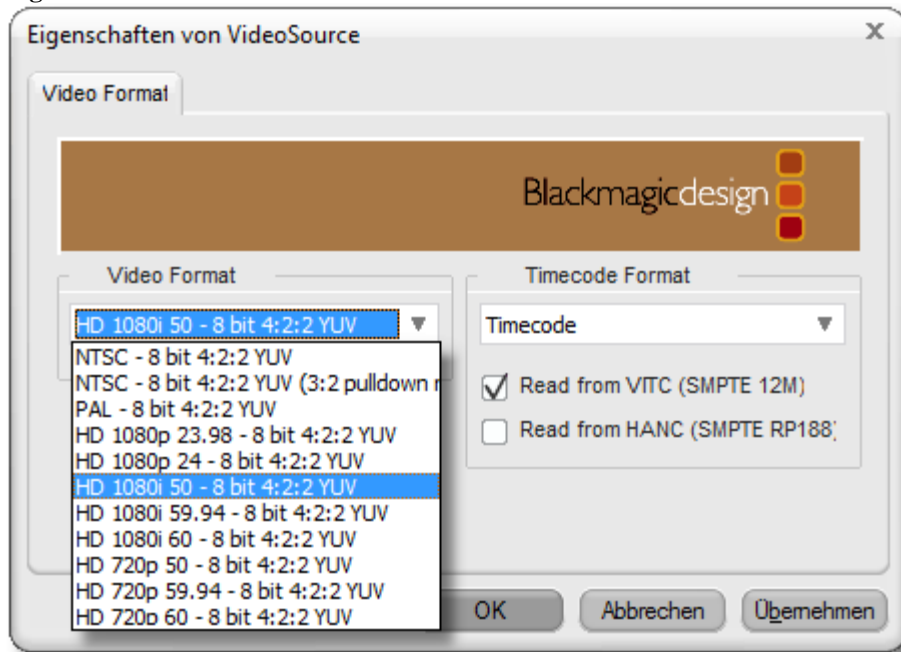 Eigenschaften von VideoSource
x
Video Format
Blackmagicdesign
Video Format
HD 1080i 50 - 8 bit 4:2:2 YUV
NTSC - 8 bit 4:2:2 YUV
NTSC - 8 bit 4:2:2 YUV (3:2 pulldown r
PAL - 8 bit 4:2:2 YUV
HD 1080p 23.98 - 8 bit 4:2:2 YUV
HD 1080p 24 - 8 bit 4:2:2 YUV
HD 1080i 50 - 8 bit 4:2:2 YUV
HD 1080i 59.94 - 8 bit 4:2:2 YUV
HD 1080i 60 - 8 bit 4:2:2 YUV
HD 720p 50 - 8 bit 4:2:2 YUV
HD 720p 59.94 - 8 bit 4:2:2 YUV
HD 720p 60 - 8 bit 4:2:2 YUV
Timecode Format
Timecode
Read from VITC (SMPTE 12M)
Read from HANC (SMPTE RP188)
OK
Abbrechen
Übernehmen